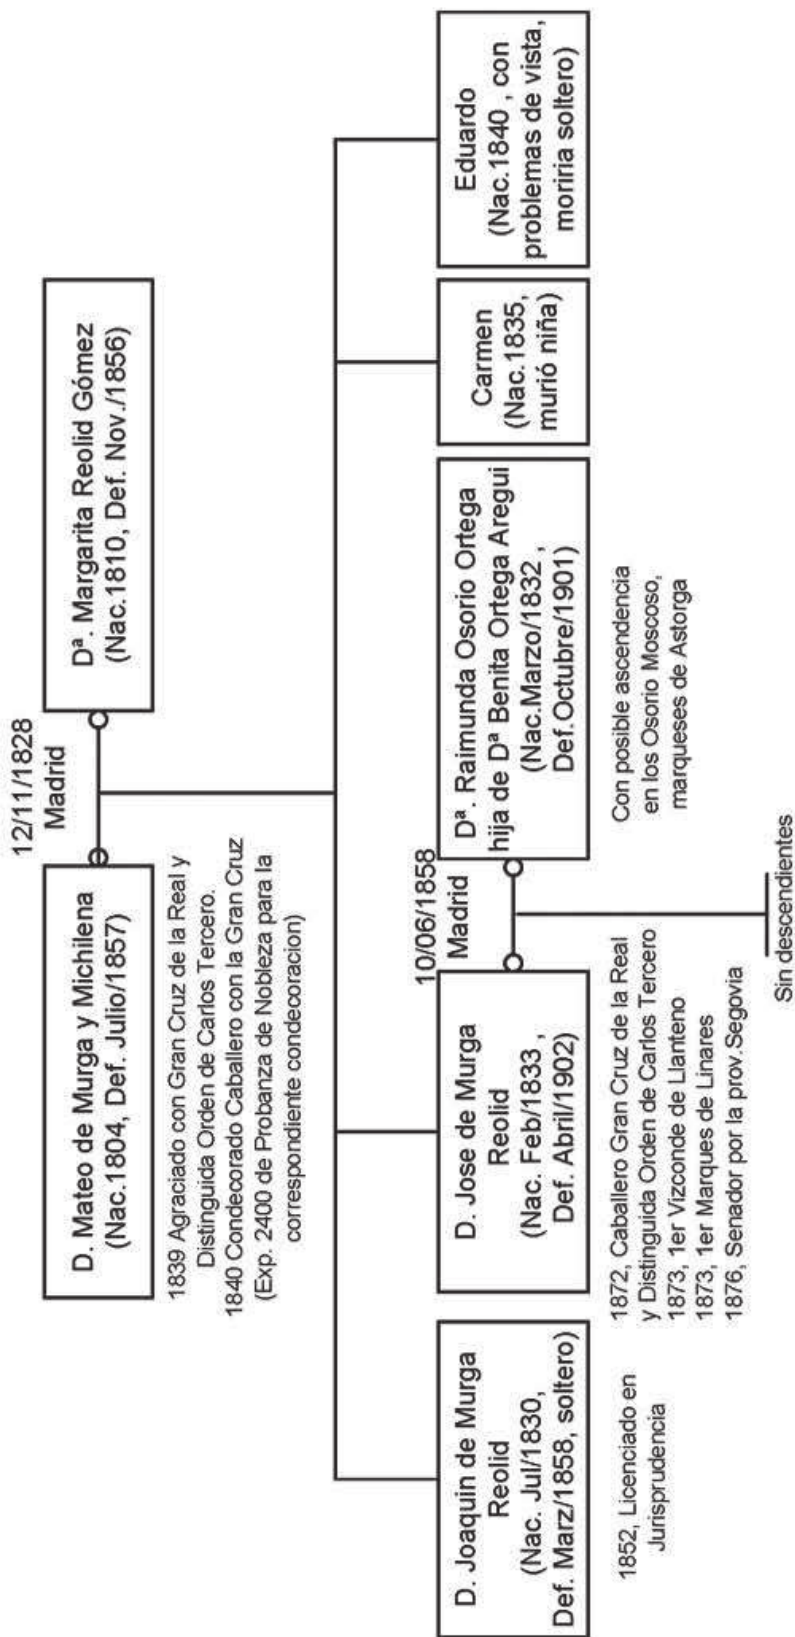 12/11/1828
Madrid
D. Mateo de Murga y Michilena
(Nac.1804, Def. Julio/1857)
Dª. Margarita Reolid Gómez
(Nac.1810, Def. Nov./1856)
1839 Agraciado con Gran Cruz de la Real y
Distinguida Orden de Carlos Tercero.
1840 Condecorado Caballero con la Gran Cruz
(Exp. 2400 de Probanza de Nobleza para la
correspondiente condecoracion)
D. Joaquin de Murga
Reolid
(Nac. Jul/1830,
Def. Marz/1858, soltero)
1852, Licenciado en
Jurisprudencia
D. Jose de Murga
Reolid
(Nac. Feb/1833 ,
Def. Abril/1902)
1872, Caballero Gran Cruz de la Real
y Distinguida Orden de Carlos Tercero
1873, 1er Vizconde de Llanteno
1873, 1er Marques de Linares
1876, Senador por la prov.Segovia
10/06/1858
Madrid
Dª. Raimunda Osorio Ortega
hija de Dª Benita Ortega Aregui
(Nac.Marzo/1832 ,
Def.Octubre/1901)
Con posible ascendencia
en los Osorio Moscoso,
marqueses de Astorga
Sin descendientes
Carmen
(Nac.1835,
murió niña)
Eduardo
(Nac.1840 , con
problemas de vista,
moriria soltero)